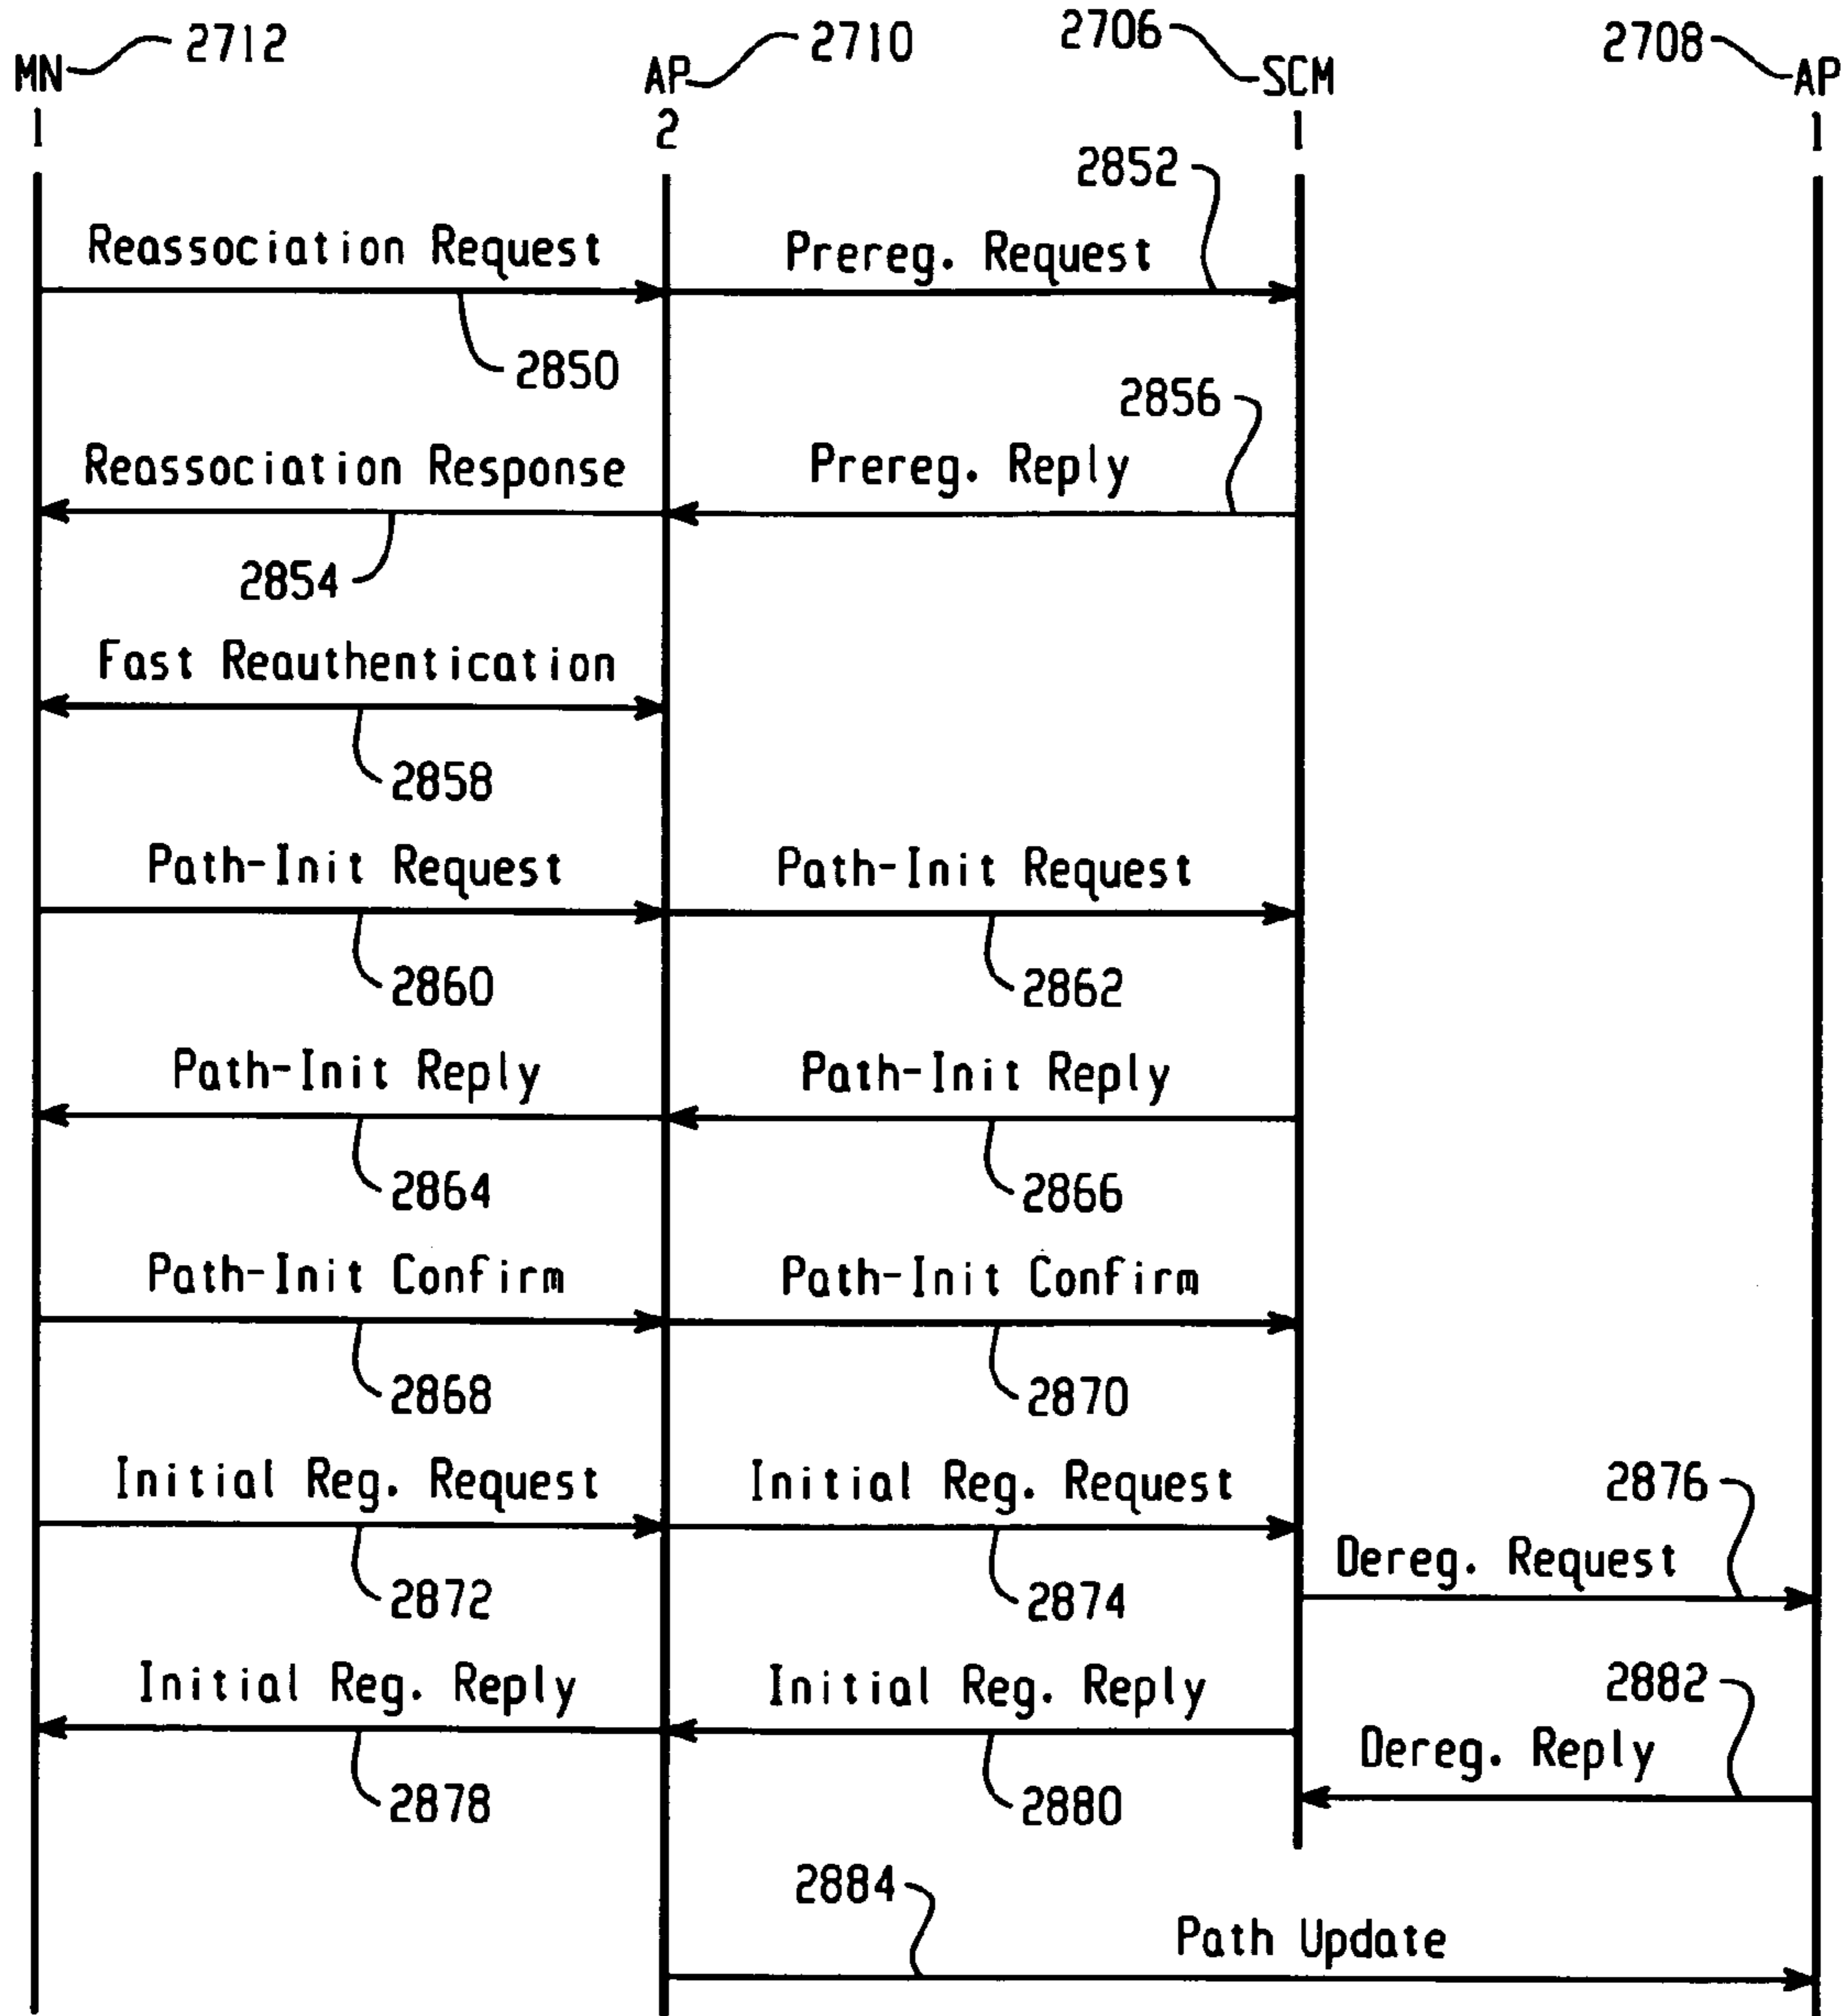 2712
2710
2706
2708
MN
1
AP
2
SCM
1
AP
1
2852
Reassociation Request
Prereg. Request
2850
2856
Reassociation Response
Prereg. Reply
2854
Fast Reauthentication
2858
Path-Init Request
Path-Init Request
2860
2862
Path-Init Reply
Path-Init Reply
2864
2866
Path-Init Confirm
Path-Init Confirm
2868
2870
Initial Reg. Request
Initial Reg. Request
2876
Dereg. Request
2872
2874
Initial Reg. Reply
Initial Reg. Reply
2882
Dereg. Reply
2878
2880
2884
Path Update